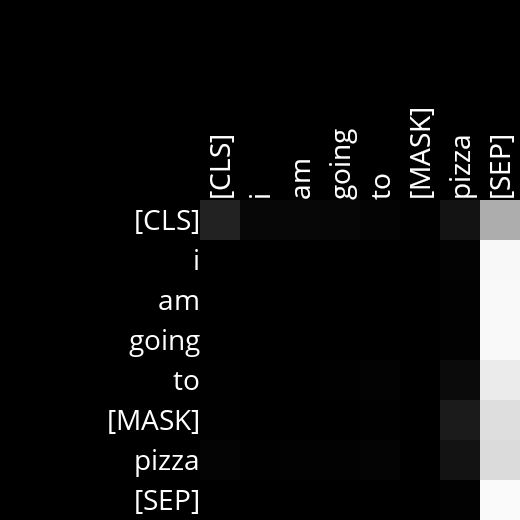 [CLS] i am going to [MASK] pizza [SEP]
[CLS]
i
am
going
to
[MASK]
pizza
[SEP]